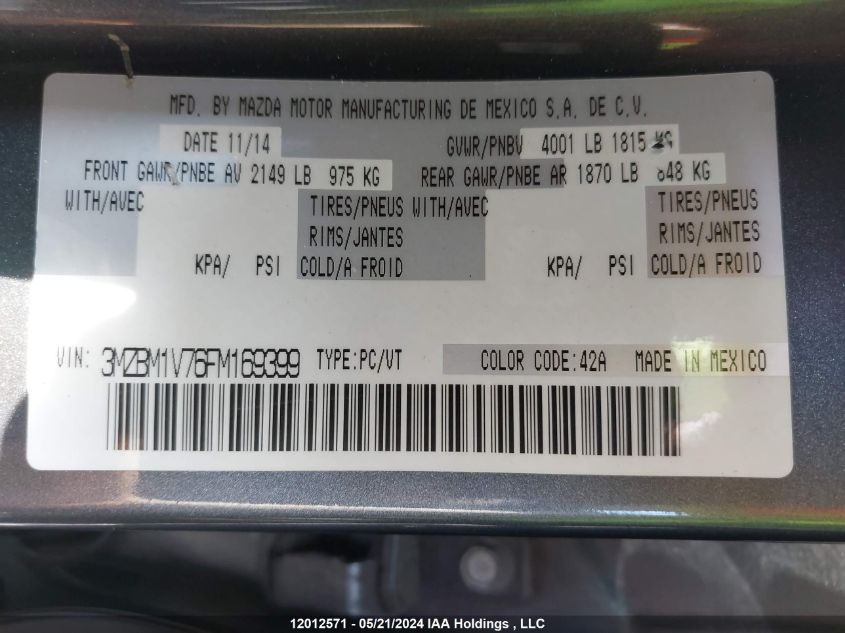 MFD. BY MAZDA MOTOR MANUFACTURING DE MEXICO S.A. DE C.V.
DATE 11/14 GVWR/PNBV 4001 LB 1815 KG
FRONT GAWR/PNBE AV 2149 LB 975 KG REAR GAWR/PNBE AR 1870 LB 848 KG
WITH/AVEC TIRES/PNEUS WITH/AVEC TIRES/PNEUS
RIMS/JANTES RIMS/JANTES
KPA/ PSI COLD/A FROID KPA/ PSI COLD/A FROID
VIN: 3MZBM1V76FM169399 TYPE:PC/VT COLOR CODE:42A MADE IN MEXICO
12012571 - 05/21/2024 IAA Holdings , LLC